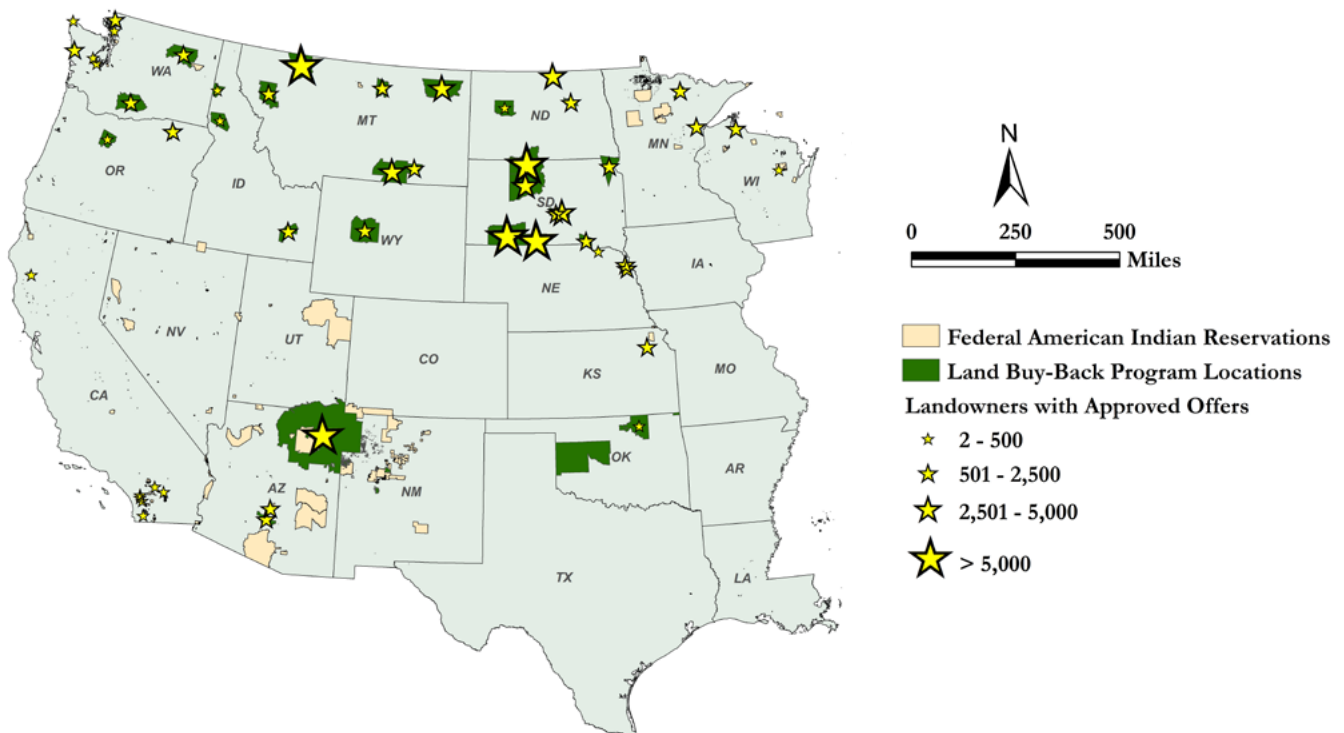 WA
MT
ND
MN
OR
ID
WI
SD
WY
IA
NE
NV
UT
CO
KS
MO
CA
OK
AR
AZ
NM
TX
LA
N
0 250 500
Miles
Federal American Indian Reservations
Land Buy-Back Program Locations
Landowners with Approved Offers
2 - 500
501 - 2,500
2,501 - 5,000
> 5,000